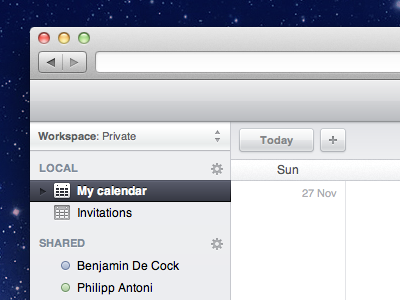 Workspace: Private
Today
+
LOCAL
Sun
My calendar
27 Nov
Invitations
SHARED
Benjamin De Cock
Philipp Antoni